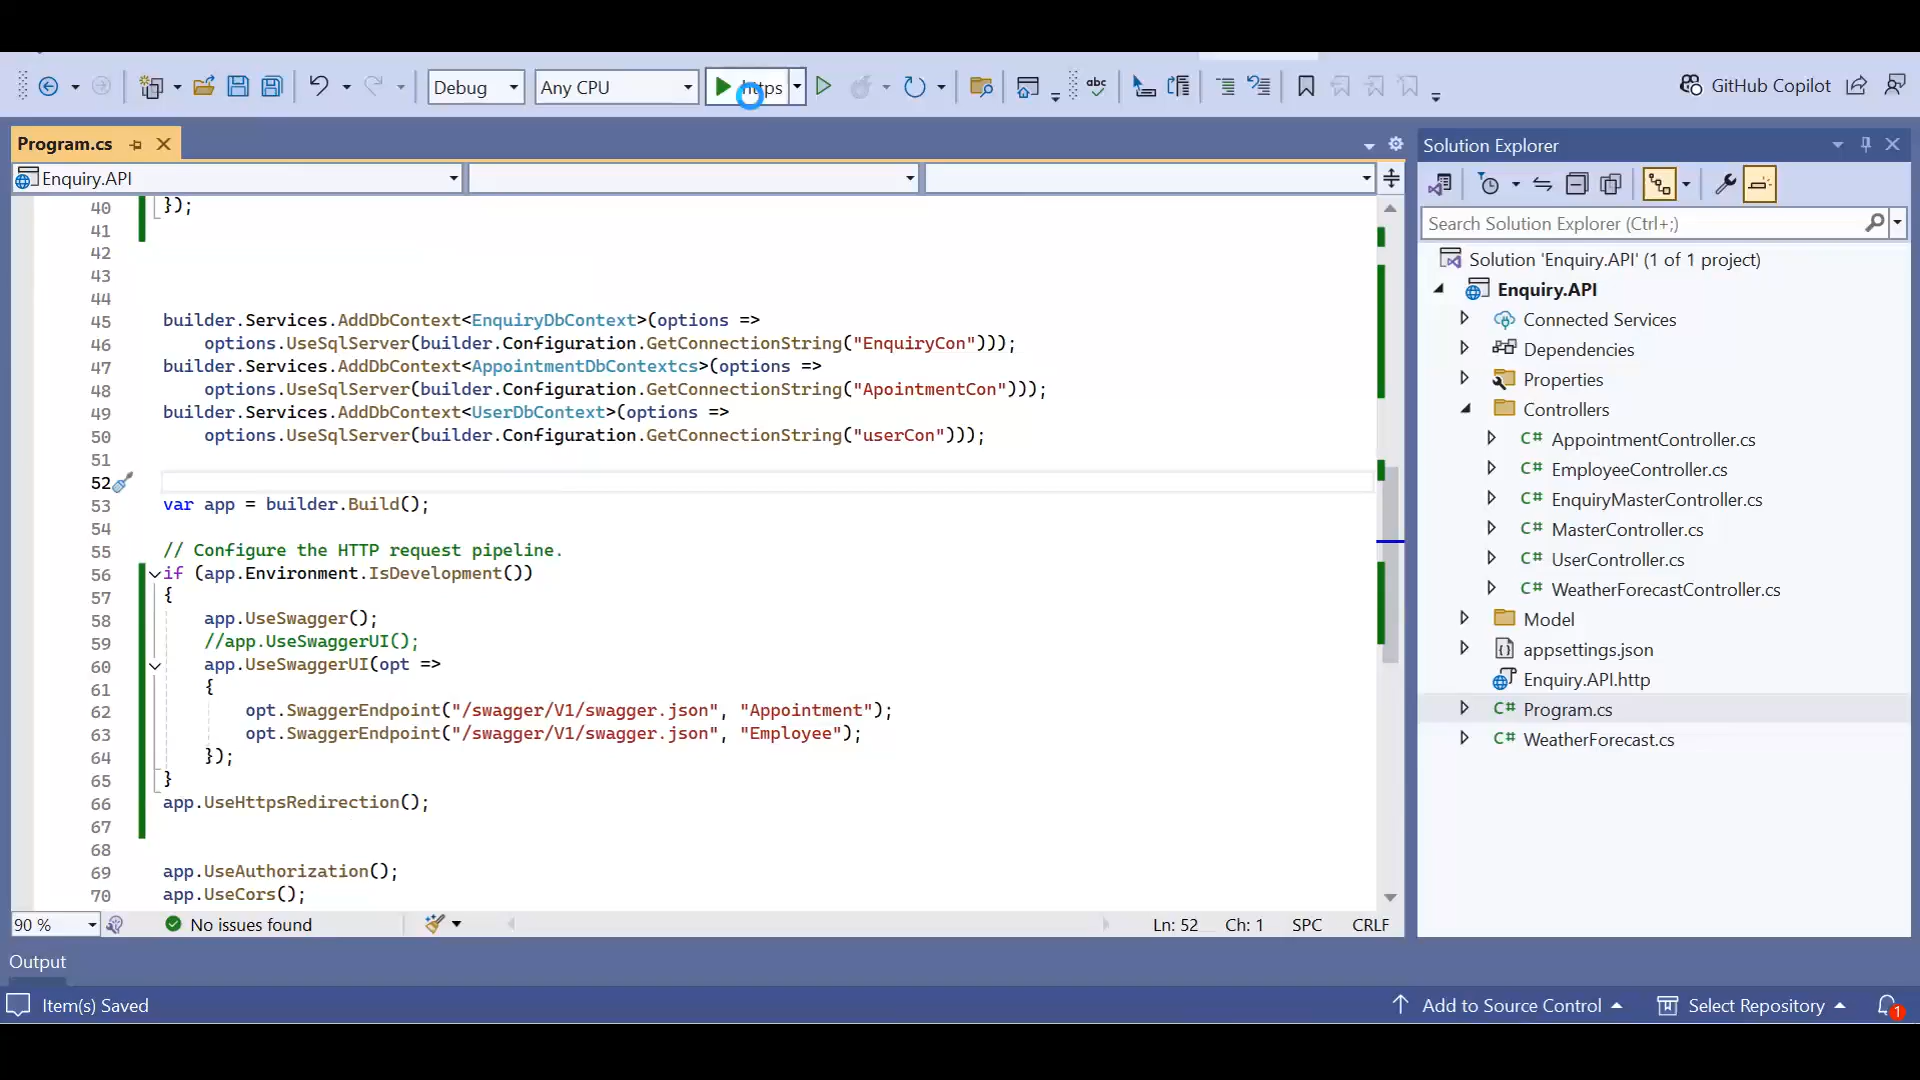 Debug
Any CPU
https
GitHub Copilot
Program.cs
Enquiry.API
40 });
41
42
43
44
45 builder.Services.AddDbContext<EnquiryDbContext>(options =>
46 options.UseSqlServer(builder.Configuration.GetConnectionString("EnquiryCon")));
47 builder.Services.AddDbContext<AppointmentDbContextcs>(options =>
48 options.UseSqlServer(builder.Configuration.GetConnectionString("ApointmentCon")));
49 builder.Services.AddDbContext<UserDbContext>(options =>
50 options.UseSqlServer(builder.Configuration.GetConnectionString("userCon")));
51
52
53 var app = builder.Build();
54
55 // Configure the HTTP request pipeline.
56 if (app.Environment.IsDevelopment())
57 {
58 app.UseSwagger();
59 //app.UseSwaggerUI();
60 app.UseSwaggerUI(opt =>
61 {
62 opt.SwaggerEndpoint("/swagger/V1/swagger.json", "Appointment");
63 opt.SwaggerEndpoint("/swagger/V1/swagger.json", "Employee");
64 });
65 }
66 app.UseHttpsRedirection();
67
68
69 app.UseAuthorization();
70 app.UseCors();
90 %
No issues found
Ln: 52 Ch: 1 SPC CRLF
Output
Item(s) Saved
Add to Source Control
Select Repository
1
Solution Explorer
Search Solution Explorer (Ctrl+;)
Solution 'Enquiry.API' (1 of 1 project)
Enquiry.API
Connected Services
Dependencies
Properties
Controllers
C# AppointmentController.cs
C# EmployeeController.cs
C# EnquiryMasterController.cs
C# MasterController.cs
C# UserController.cs
C# WeatherForecastController.cs
Model
appsettings.json
Enquiry.API.http
C# Program.cs
C# WeatherForecast.cs